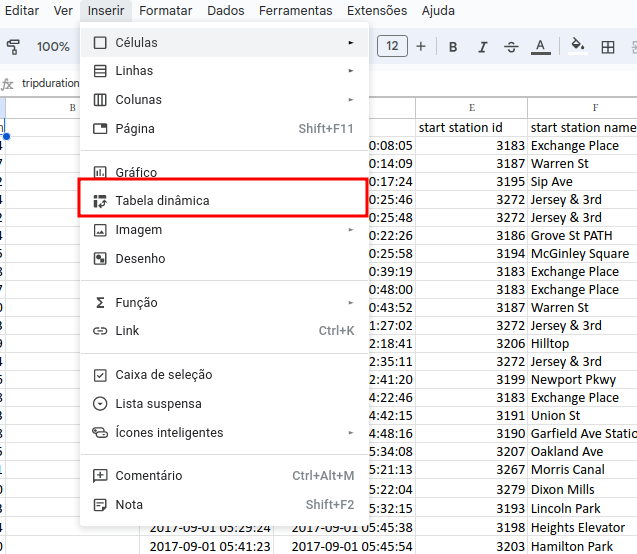 Editar Ver Inserir Formatar Dados Ferramentas Extensões Ajuda
100% 12 + B I S A
fx tripduration
Células
Linhas
Colunas
Página Shift+F11
Gráfico
Tabela dinâmica
Imagem
Desenho
Função
Link Ctrl+K
Caixa de seleção
Lista suspensa
Ícones inteligentes
Comentário Ctrl+Alt+M
Nota Shift+F2
B E F
start station id start station name
0:08:05 3183 Exchange Place
0:14:09 3187 Warren St
0:17:24 3195 Sip Ave
0:25:46 3272 Jersey & 3rd
0:25:48 3272 Jersey & 3rd
0:22:26 3186 Grove St PATH
0:25:58 3194 McGinley Square
0:39:19 3183 Exchange Place
0:48:00 3183 Exchange Place
0:43:52 3187 Warren St
1:27:02 3272 Jersey & 3rd
2:18:41 3206 Hilltop
2:35:11 3272 Jersey & 3rd
2:41:20 3199 Newport Pkwy
4:22:46 3183 Exchange Place
4:42:15 3191 Union St
4:48:16 3190 Garfield Ave Statio
5:34:08 3207 Oakland Ave
5:21:13 3267 Morris Canal
5:22:04 3279 Dixon Mills
5:32:15 3193 Lincoln Park
2017-09-01 05:29:24 2017-09-01 05:45:38 3198 Heights Elevator
2017-09-01 05:41:23 2017-09-01 05:45:54 3203 Hamilton Park